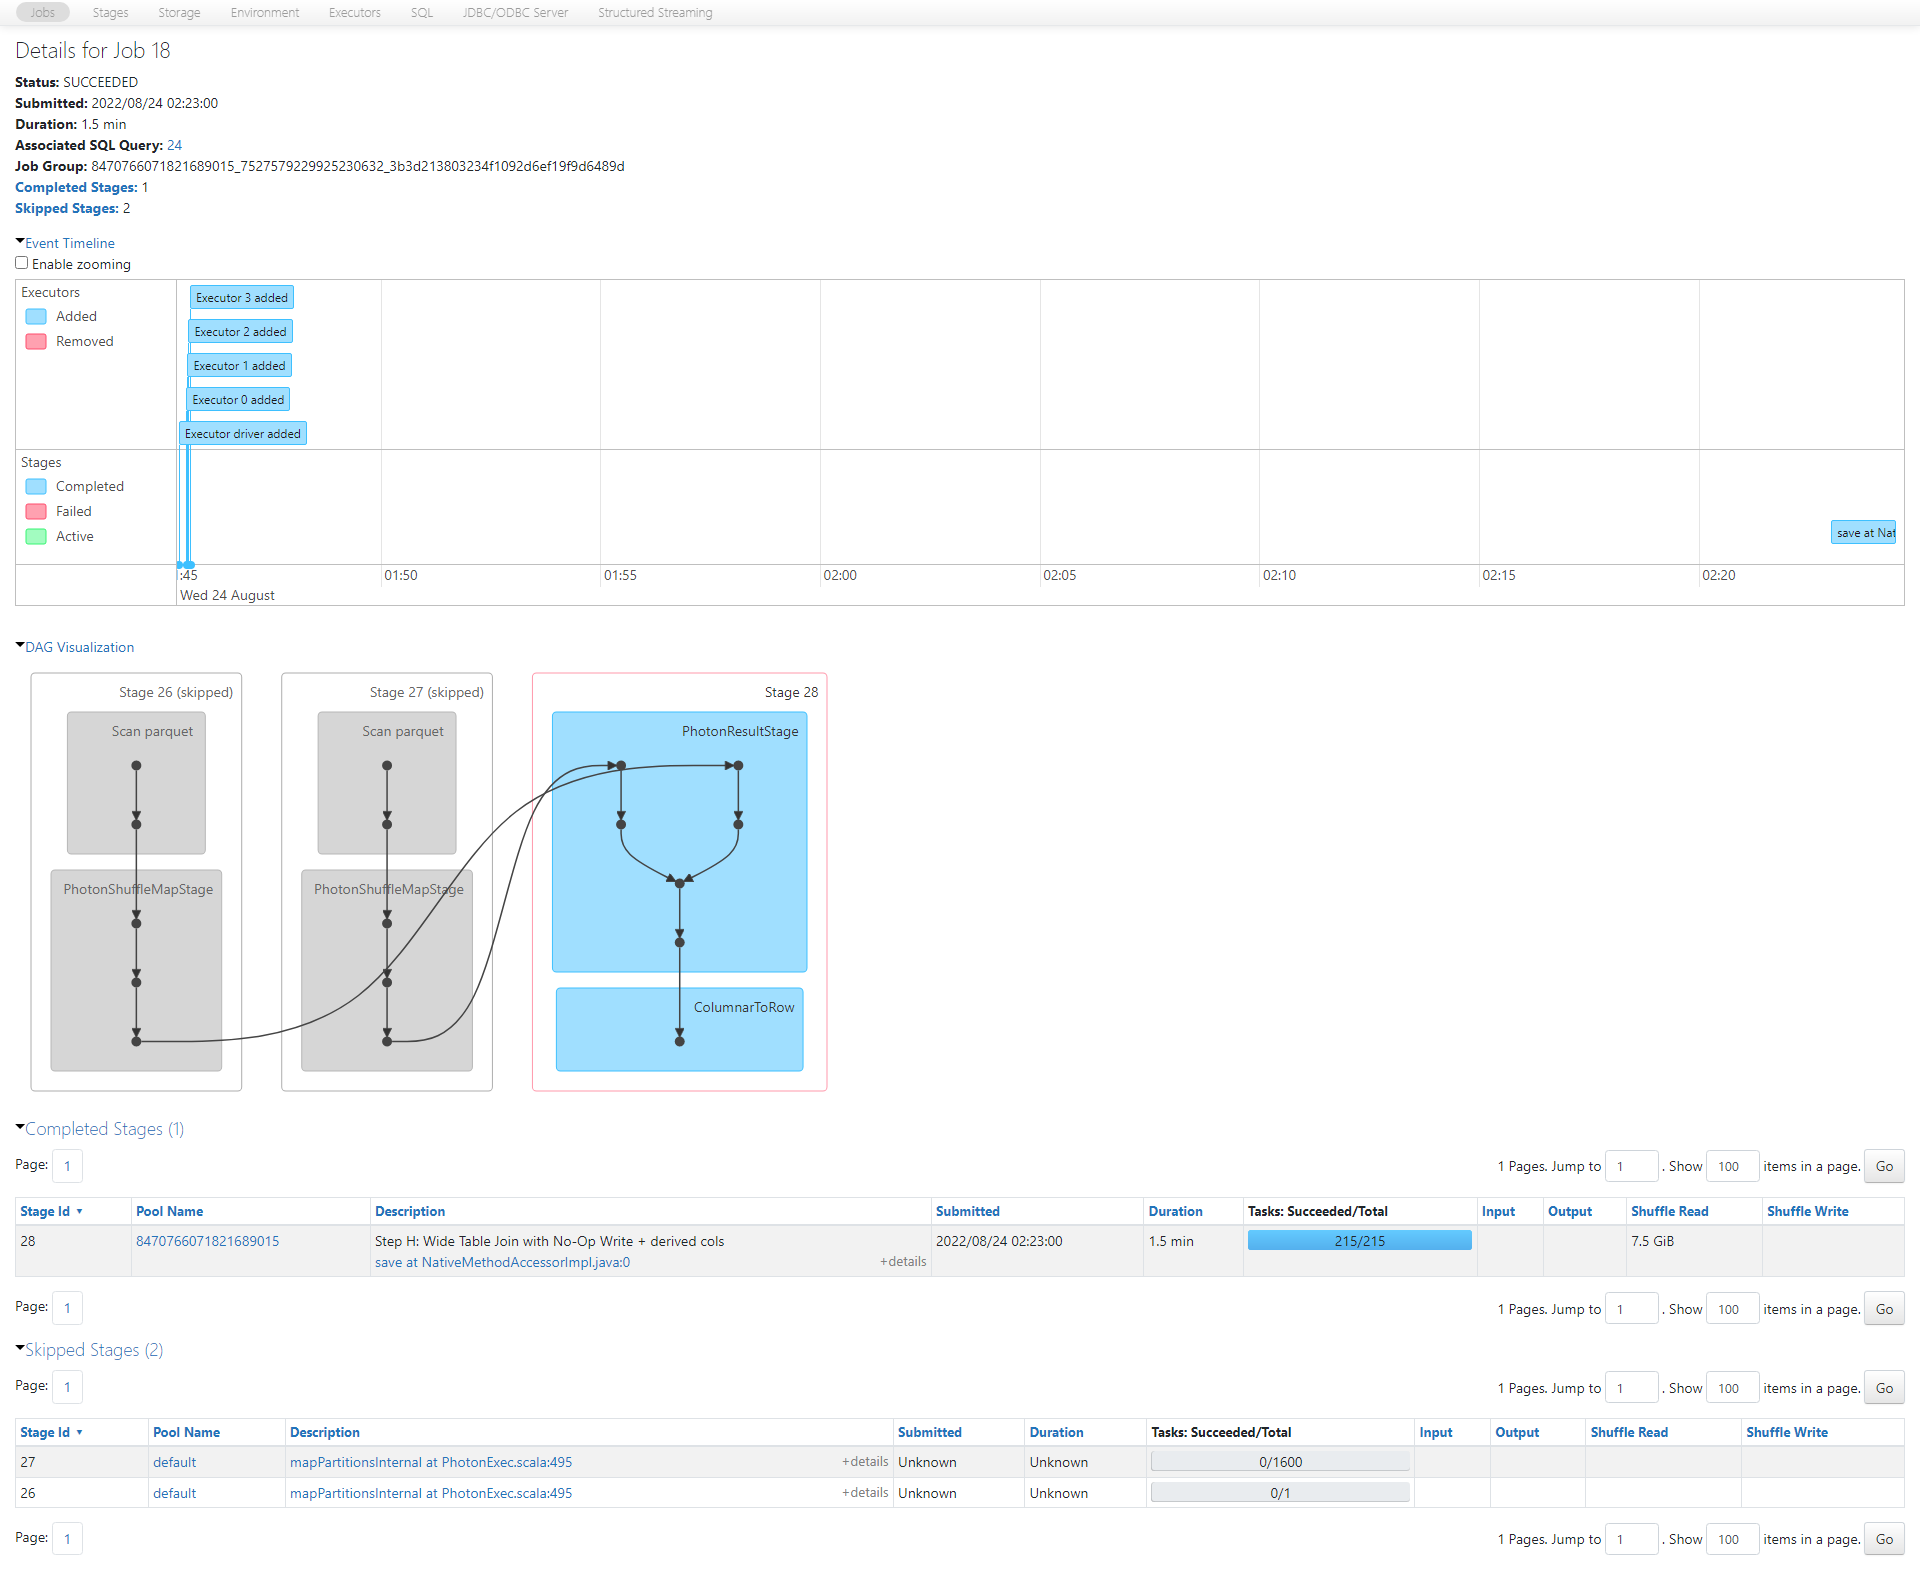 Jobs Stages Storage Environment Executors SQL JDBC/ODBC Server Structured Streaming
Details for Job 18
Status: SUCCEEDED
Submitted: 2022/08/24 02:23:00
Duration: 1.5 min
Associated SQL Query: 24
Job Group: 8470766071821689015_7527579229925230632_3b3d213803234f1092d6ef19f9d6489d
Completed Stages: 1
Skipped Stages: 2
Event Timeline
Enable zooming
Executors
Added
Removed
Executor 3 added
Executor 2 added
Executor 1 added
Executor 0 added
Executor driver added
Stages
Completed
Failed
Active
save at Nat
:45 01:50 01:55 02:00 02:05 02:10 02:15 02:20
Wed 24 August
DAG Visualization
Stage 26 (skipped)
Scan parquet
PhotonShuffleMapStage
Stage 27 (skipped)
Scan parquet
PhotonShuffleMapStage
Stage 28
PhotonResultStage
ColumnarToRow
Completed Stages (1)
Page: 1 1 Pages. Jump to 1 . Show 100 items in a page. Go
Stage Id ▾ Pool Name Description Submitted Duration Tasks: Succeeded/Total Input Output Shuffle Read Shuffle Write
28 8470766071821689015 Step H: Wide Table Join with No-Op Write + derived cols 2022/08/24 02:23:00 1.5 min 215/215 7.5 GiB
save at NativeMethodAccessorImpl.java:0 +details
Page: 1 1 Pages. Jump to 1 . Show 100 items in a page. Go
Skipped Stages (2)
Page: 1 1 Pages. Jump to 1 . Show 100 items in a page. Go
Stage Id ▾ Pool Name Description Submitted Duration Tasks: Succeeded/Total Input Output Shuffle Read Shuffle Write
27 default mapPartitionsInternal at PhotonExec.scala:495 +details Unknown Unknown 0/1600
26 default mapPartitionsInternal at PhotonExec.scala:495 +details Unknown Unknown 0/1
Page: 1 1 Pages. Jump to 1 . Show 100 items in a page. Go